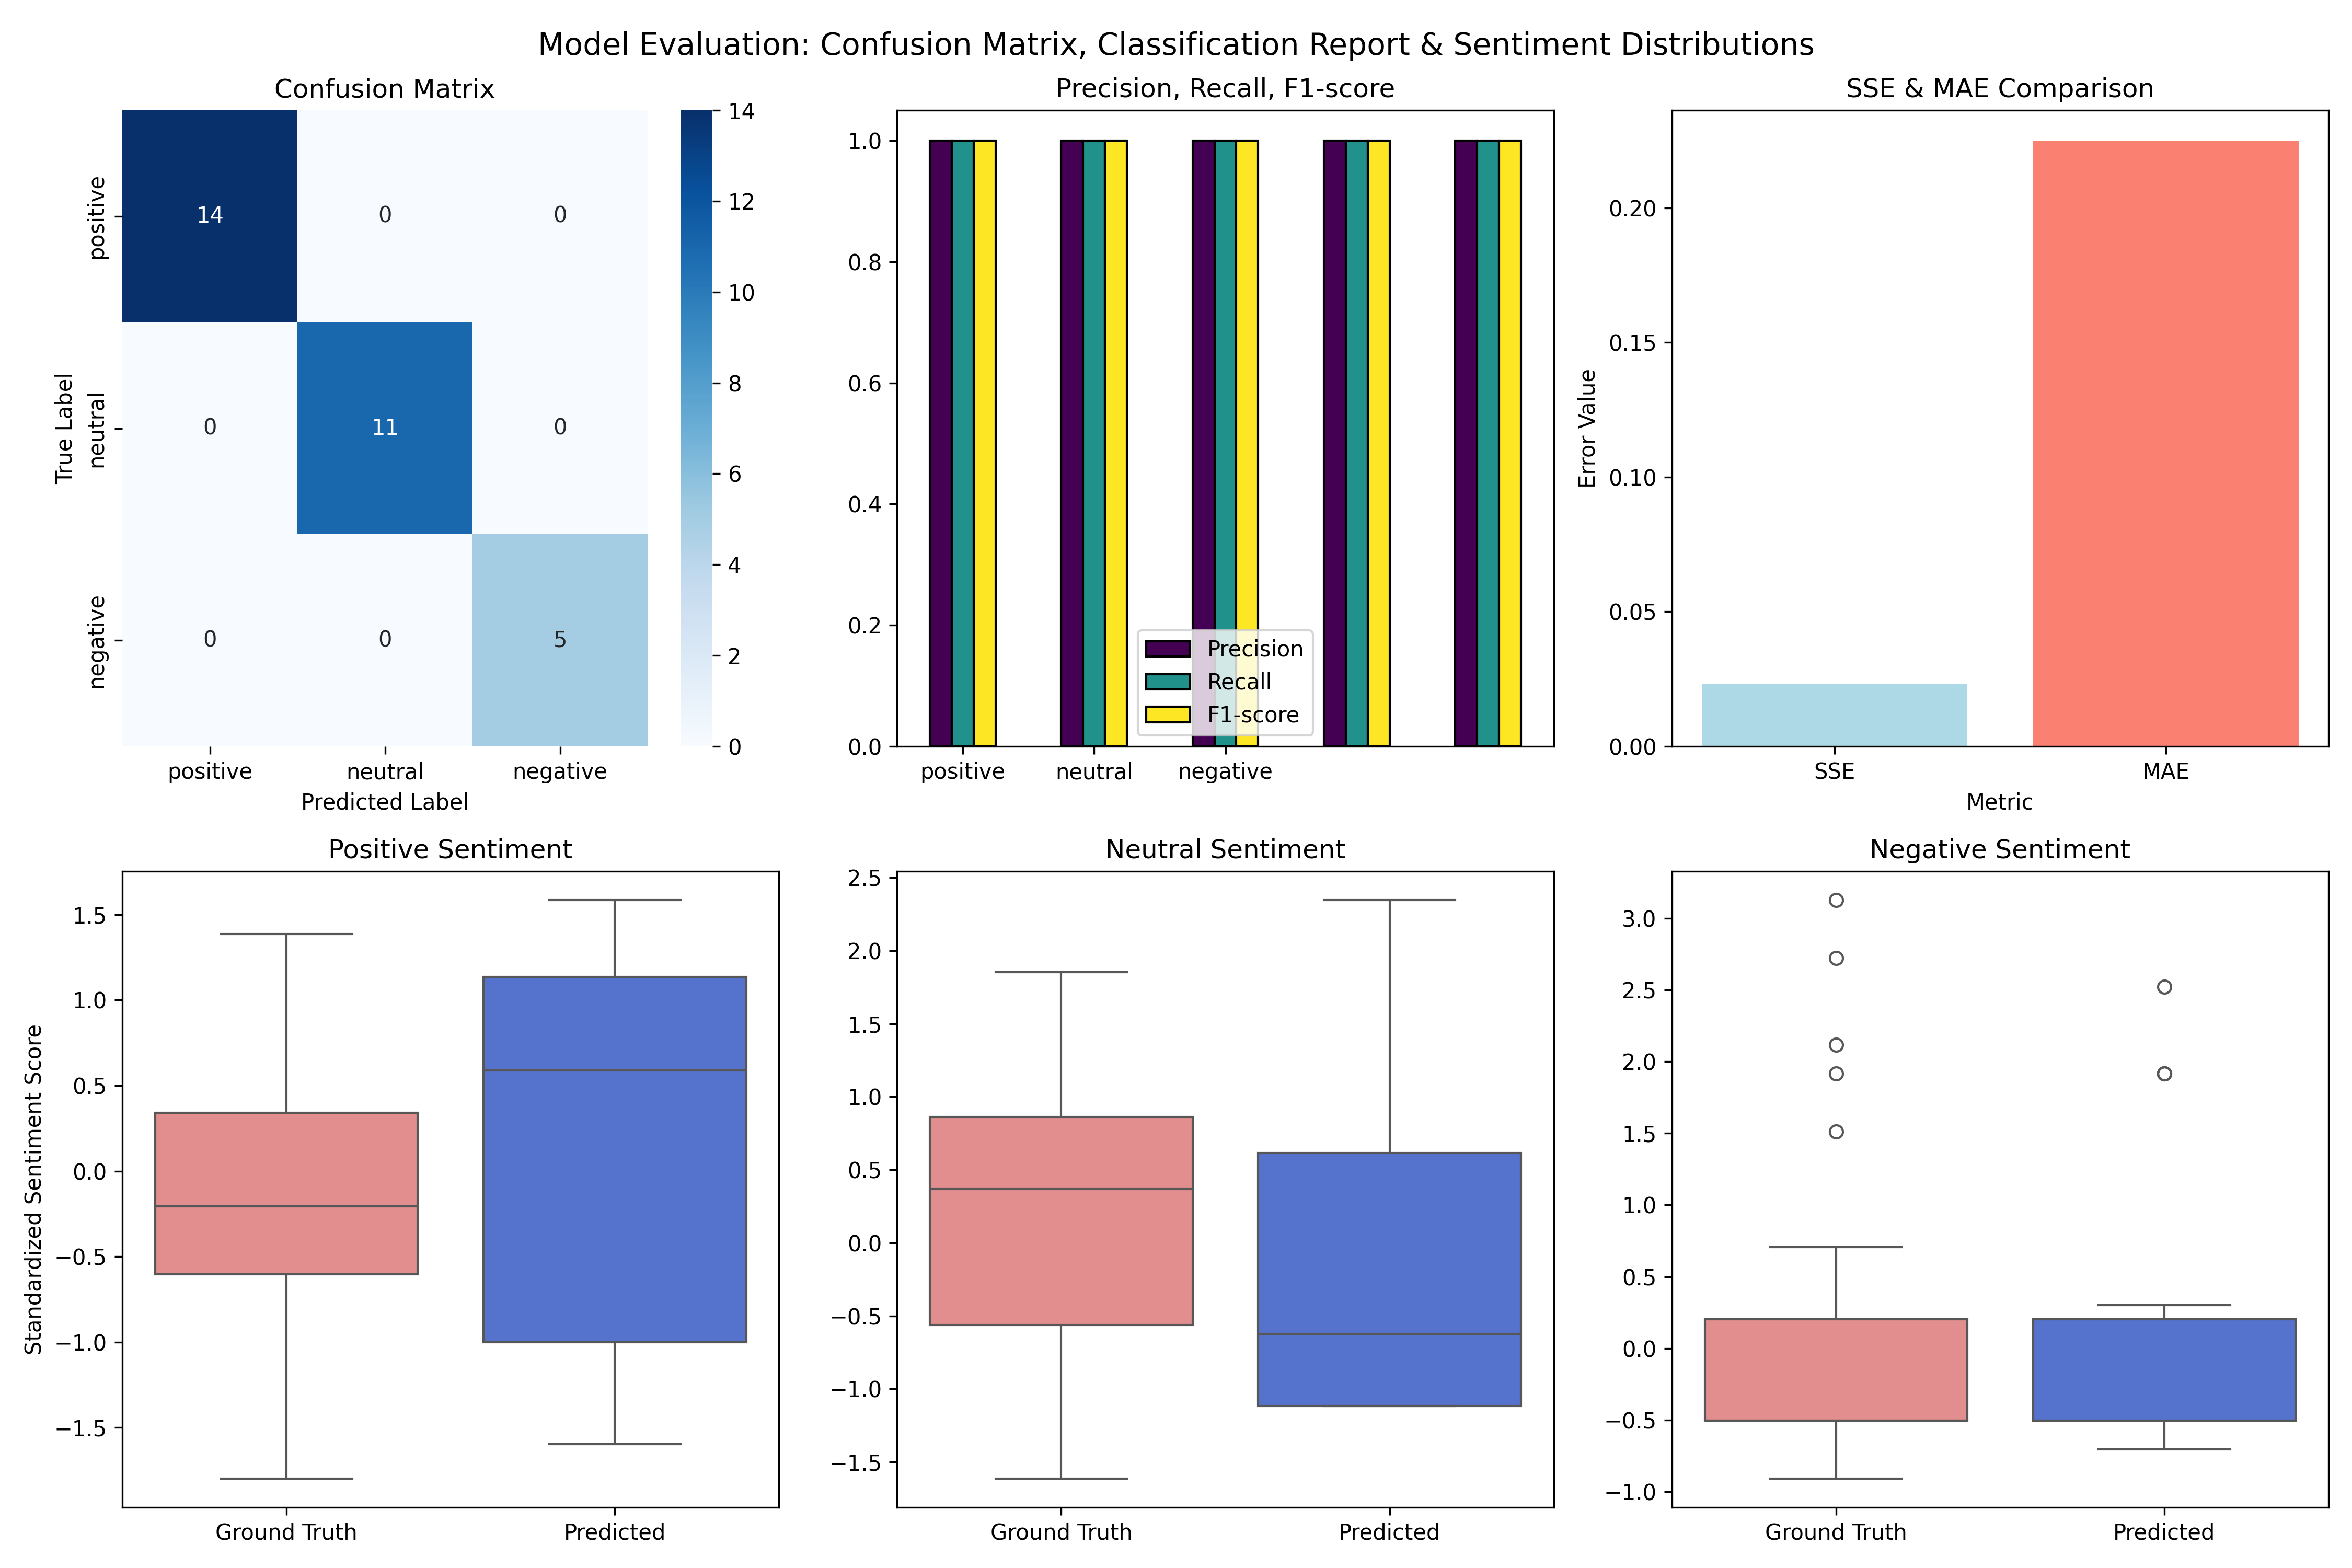 Model Evaluation: Confusion Matrix, Classification Report & Sentiment Distributions
Confusion Matrix
True Label
positive
neutral
negative
14 0 0
0 11 0
0 0 5
positive neutral negative
Predicted Label
14
12
10
8
6
4
2
0
Precision, Recall, F1-score
1.0
0.8
0.6
0.4
0.2
0.0
Precision
Recall
F1-score
positive neutral negative
SSE & MAE Comparison
Error Value
0.20
0.15
0.10
0.05
0.00
SSE MAE
Metric
Positive Sentiment
Standardized Sentiment Score
1.5
1.0
0.5
0.0
−0.5
−1.0
−1.5
Ground Truth Predicted
Neutral Sentiment
2.5
2.0
1.5
1.0
0.5
0.0
−0.5
−1.0
−1.5
Ground Truth Predicted
Negative Sentiment
3.0
2.5
2.0
1.5
1.0
0.5
0.0
−0.5
−1.0
Ground Truth Predicted